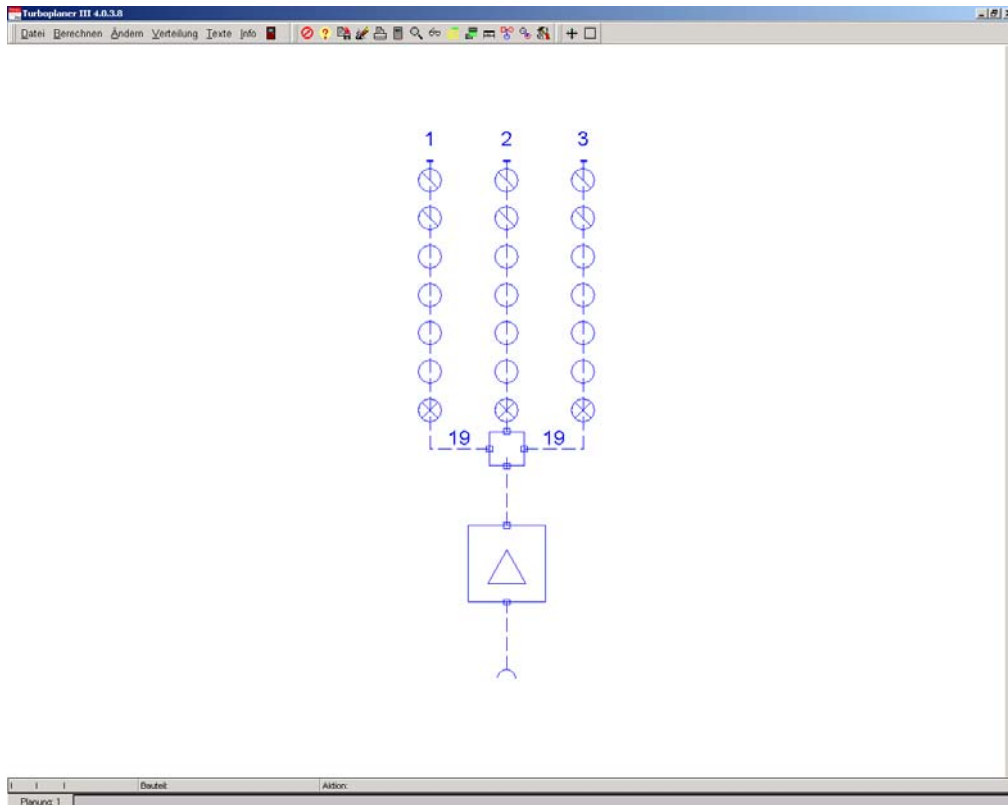 Turboplaner III 4.0.3.8
Datei Berechnen Ändern Verteilung Texte Info
1 2 3
19 19
Bauteil: Aktion:
Planung: 1